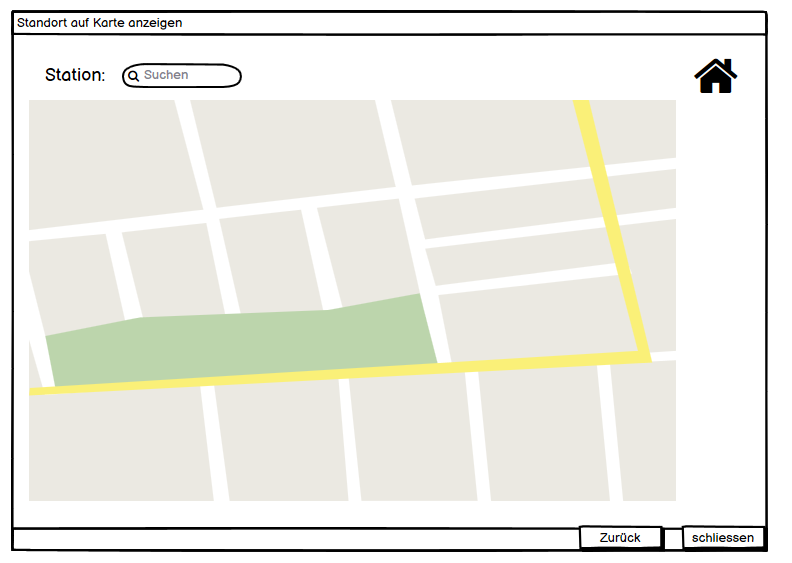 Standort auf Karte anzeigen
Station: Suchen
Zurück schliessen